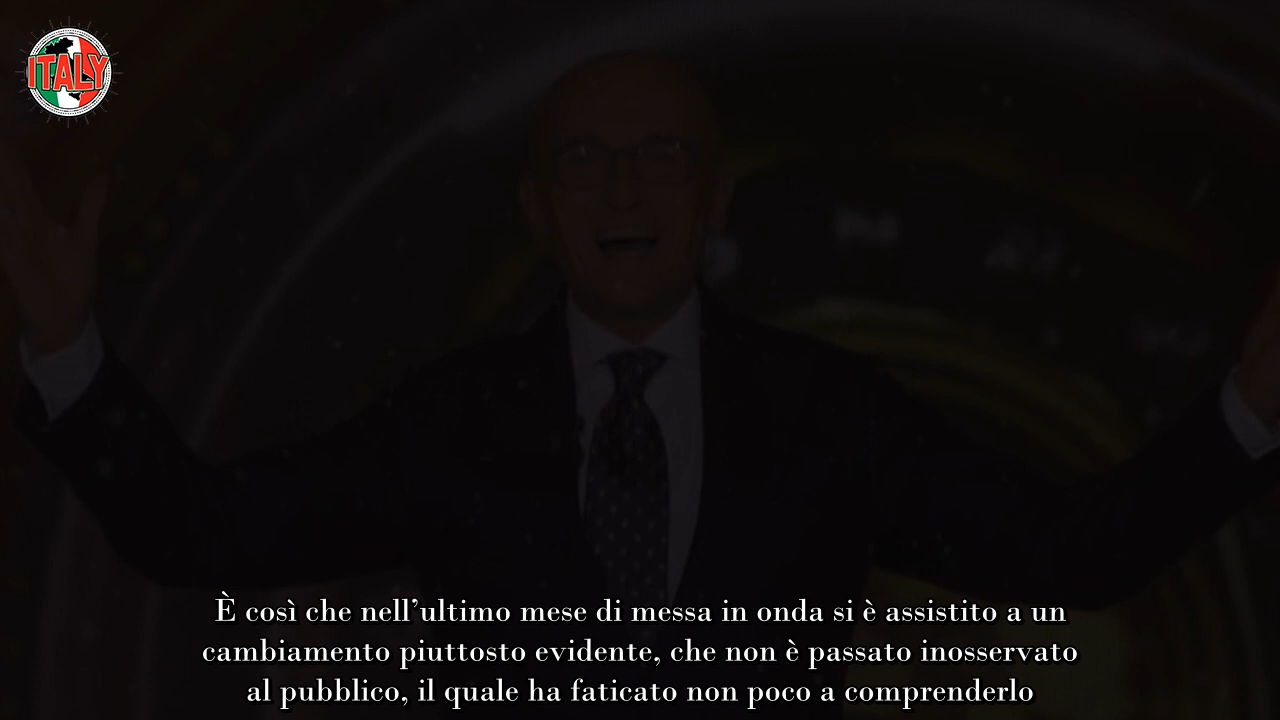 ITALY
È così che nell’ultimo mese di messa in onda si è assistito a un
cambiamento piuttosto evidente, che non è passato inosservato
al pubblico, il quale ha faticato non poco a comprenderlo